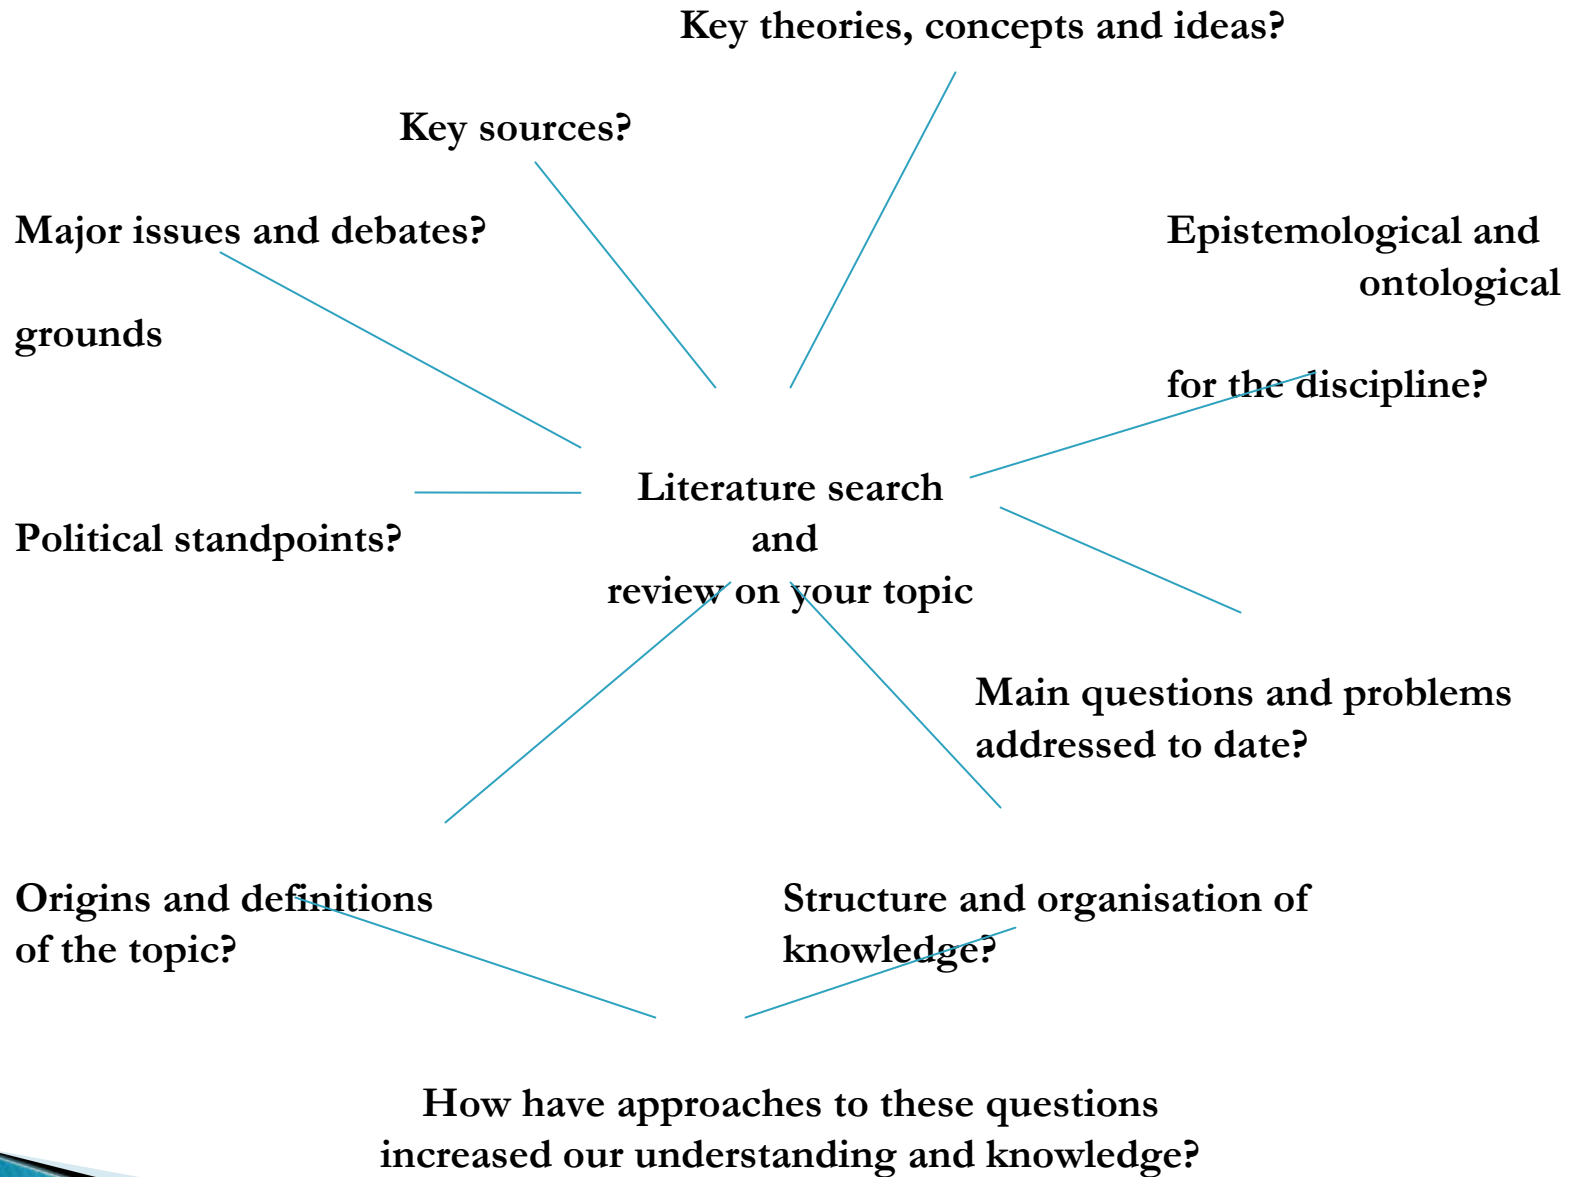 Key theories, concepts and ideas?
Key sources?
Major issues and debates?
Epistemological and
ontological
grounds
for the discipline?
Literature search
and
review on your topic
Political standpoints?
Main questions and problems
addressed to date?
Origins and definitions
of the topic?
Structure and organisation of
knowledge?
How have approaches to these questions
increased our understanding and knowledge?